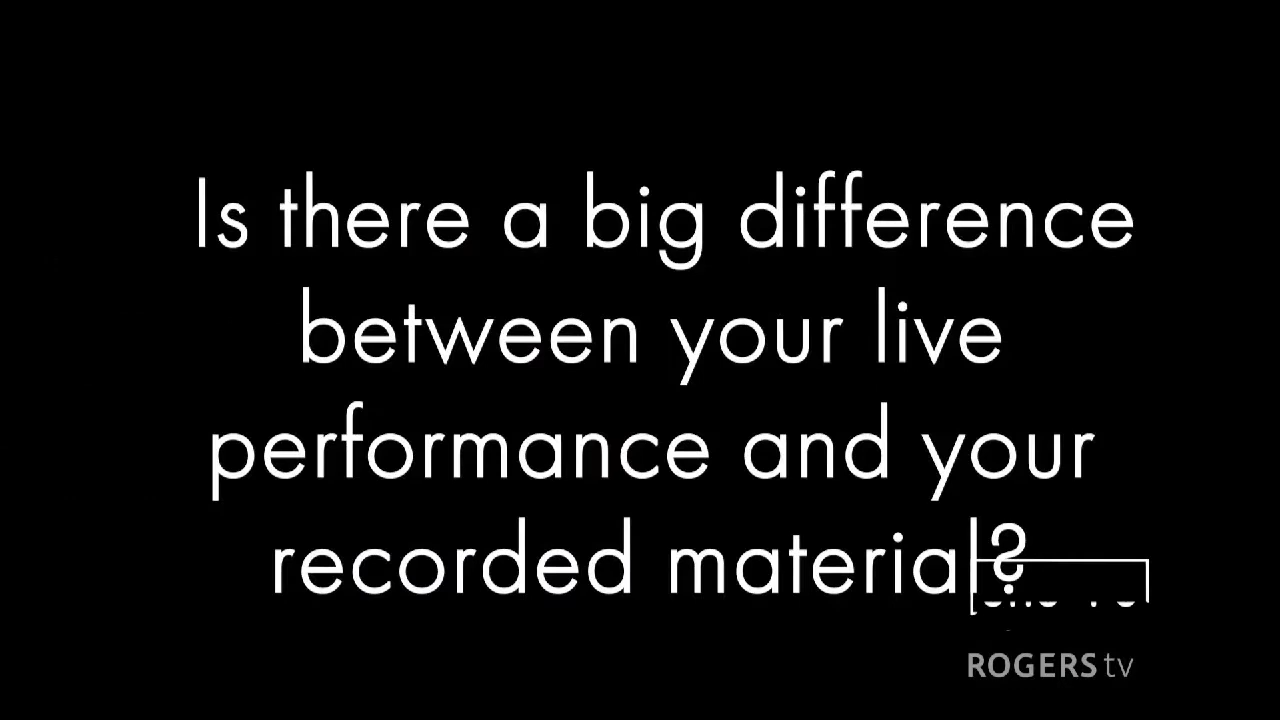 Is there a big difference
between your live
performance and your
recorded material?
ROGERS tv